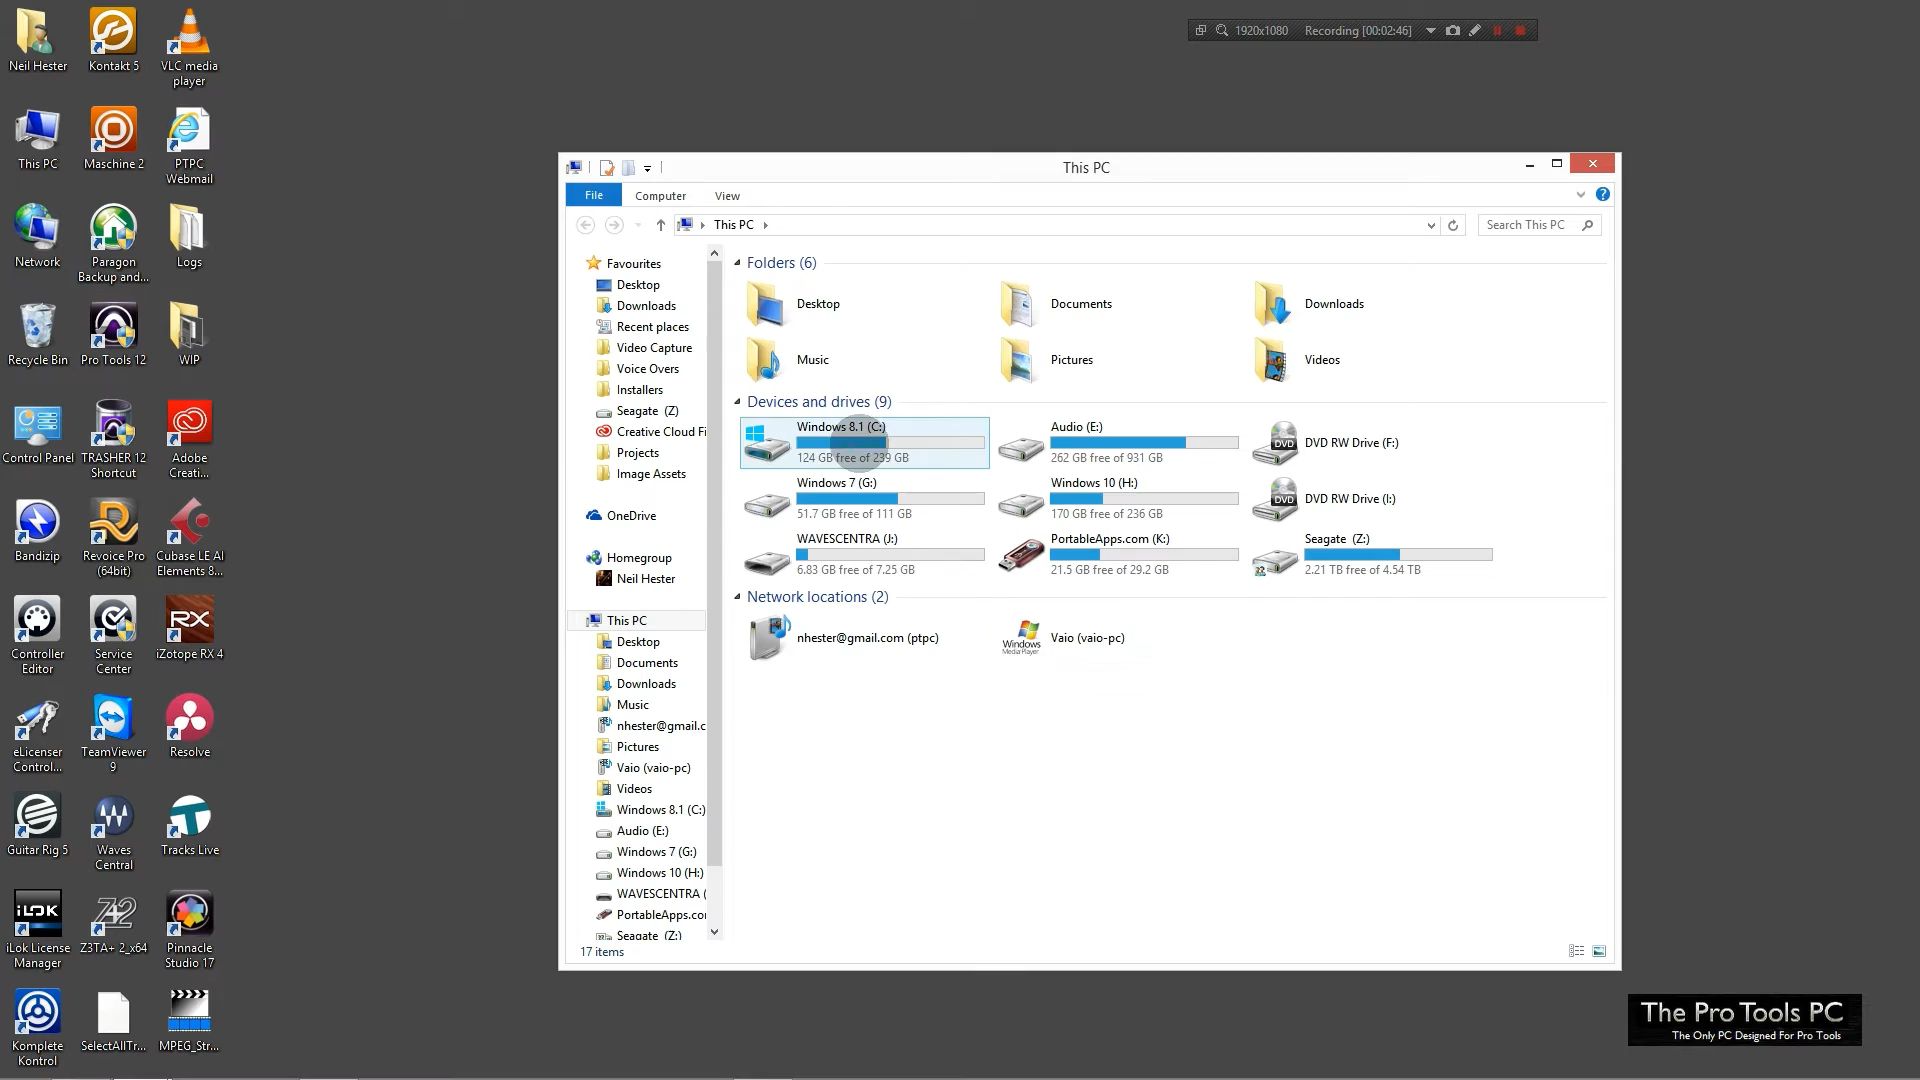 Neil Hester
Kontakt 5
VLC media
player
This PC
Maschine 2
PTPC
Webmail
Network
Paragon
Backup and...
Logs
Recycle Bin
Pro Tools 12
WIP
Control Panel
TRASHER 12
Shortcut
Adobe
Creati...
Bandizip
Revoice Pro
(64bit)
Cubase LE AI
Elements 8...
Controller
Editor
Service
Center
RX
iZotope RX 4
eLicenser
Control...
TeamViewer
9
Resolve
Guitar Rig 5
Waves
Central
Tracks Live
iLOK
iLok License
Manager
Z3TA+ 2_x64
Pinnacle
Studio 17
Komplete
Kontrol
SelectAllTr...
MPEG_Str...
1920x1080 Recording [00:02:46]
This PC
File Computer View
This PC
Search This PC
Favourites
Desktop
Downloads
Recent places
Video Capture
Voice Overs
Installers
Seagate (Z)
Creative Cloud Fi
Projects
Image Assets
OneDrive
Homegroup
Neil Hester
This PC
Desktop
Documents
Downloads
Music
nhester@gmail.c
Pictures
Vaio (vaio-pc)
Videos
Windows 8.1 (C:)
Audio (E:)
Windows 7 (G:)
Windows 10 (H:)
WAVESCENTRA (
PortableApps.co
Seagate (Z:)
Folders (6)
Desktop
Documents
Downloads
Music
Pictures
Videos
Devices and drives (9)
Windows 8.1 (C:)
124 GB free of 239 GB
Audio (E:)
262 GB free of 931 GB
DVD
DVD RW Drive (F:)
Windows 7 (G:)
51.7 GB free of 111 GB
Windows 10 (H:)
170 GB free of 236 GB
DVD
DVD RW Drive (I:)
WAVESCENTRA (J:)
6.83 GB free of 7.25 GB
PortableApps.com (K:)
21.5 GB free of 29.2 GB
Seagate (Z:)
2.21 TB free of 4.54 TB
Network locations (2)
nhester@gmail.com (ptpc)
Windows
Media Player
Vaio (vaio-pc)
17 items
The Pro Tools PC
The Only PC Designed For Pro Tools